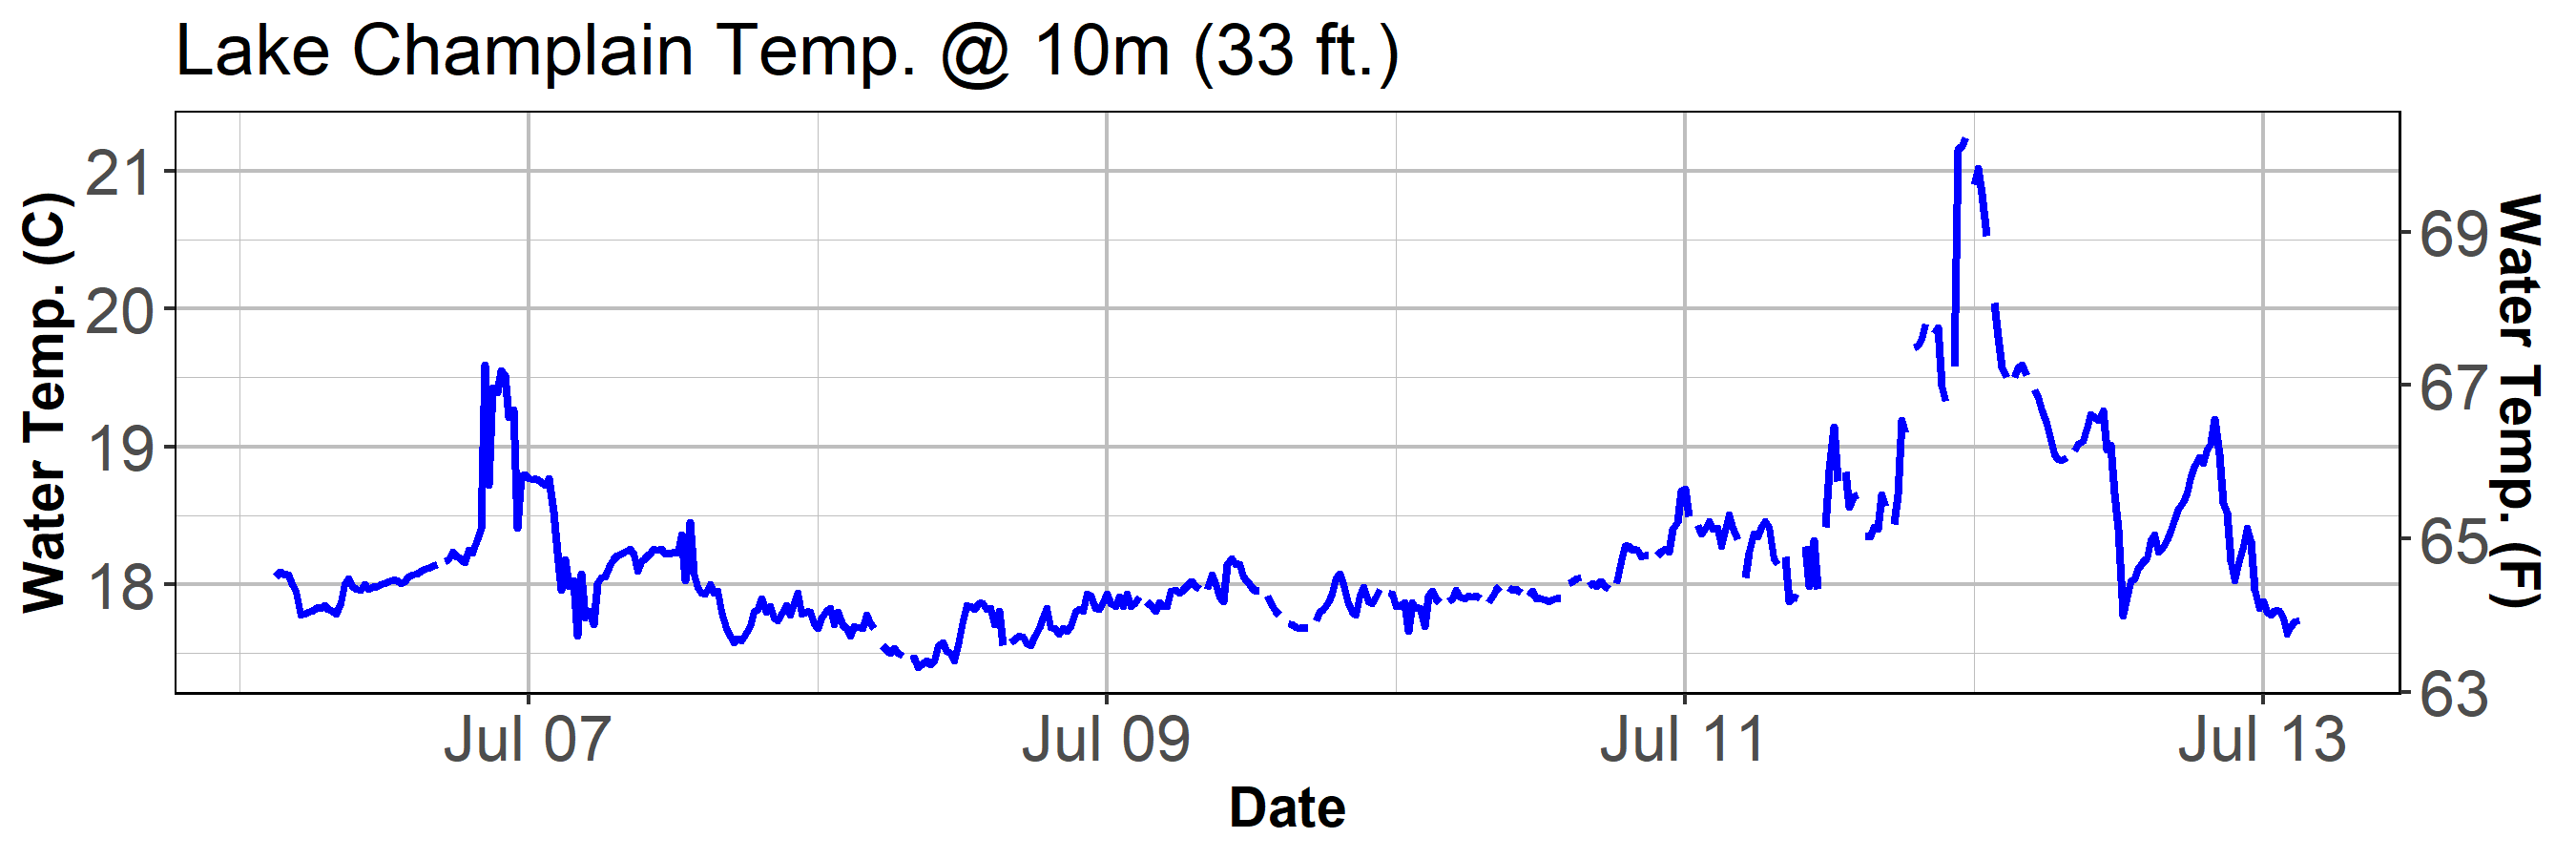 Lake Champlain Temp. @ 10m (33 ft.)
Water Temp. (C)
21
20
19
18
69
67
65
63
Water Temp. (F)
Jul 07
Jul 09
Jul 11
Jul 13
Date